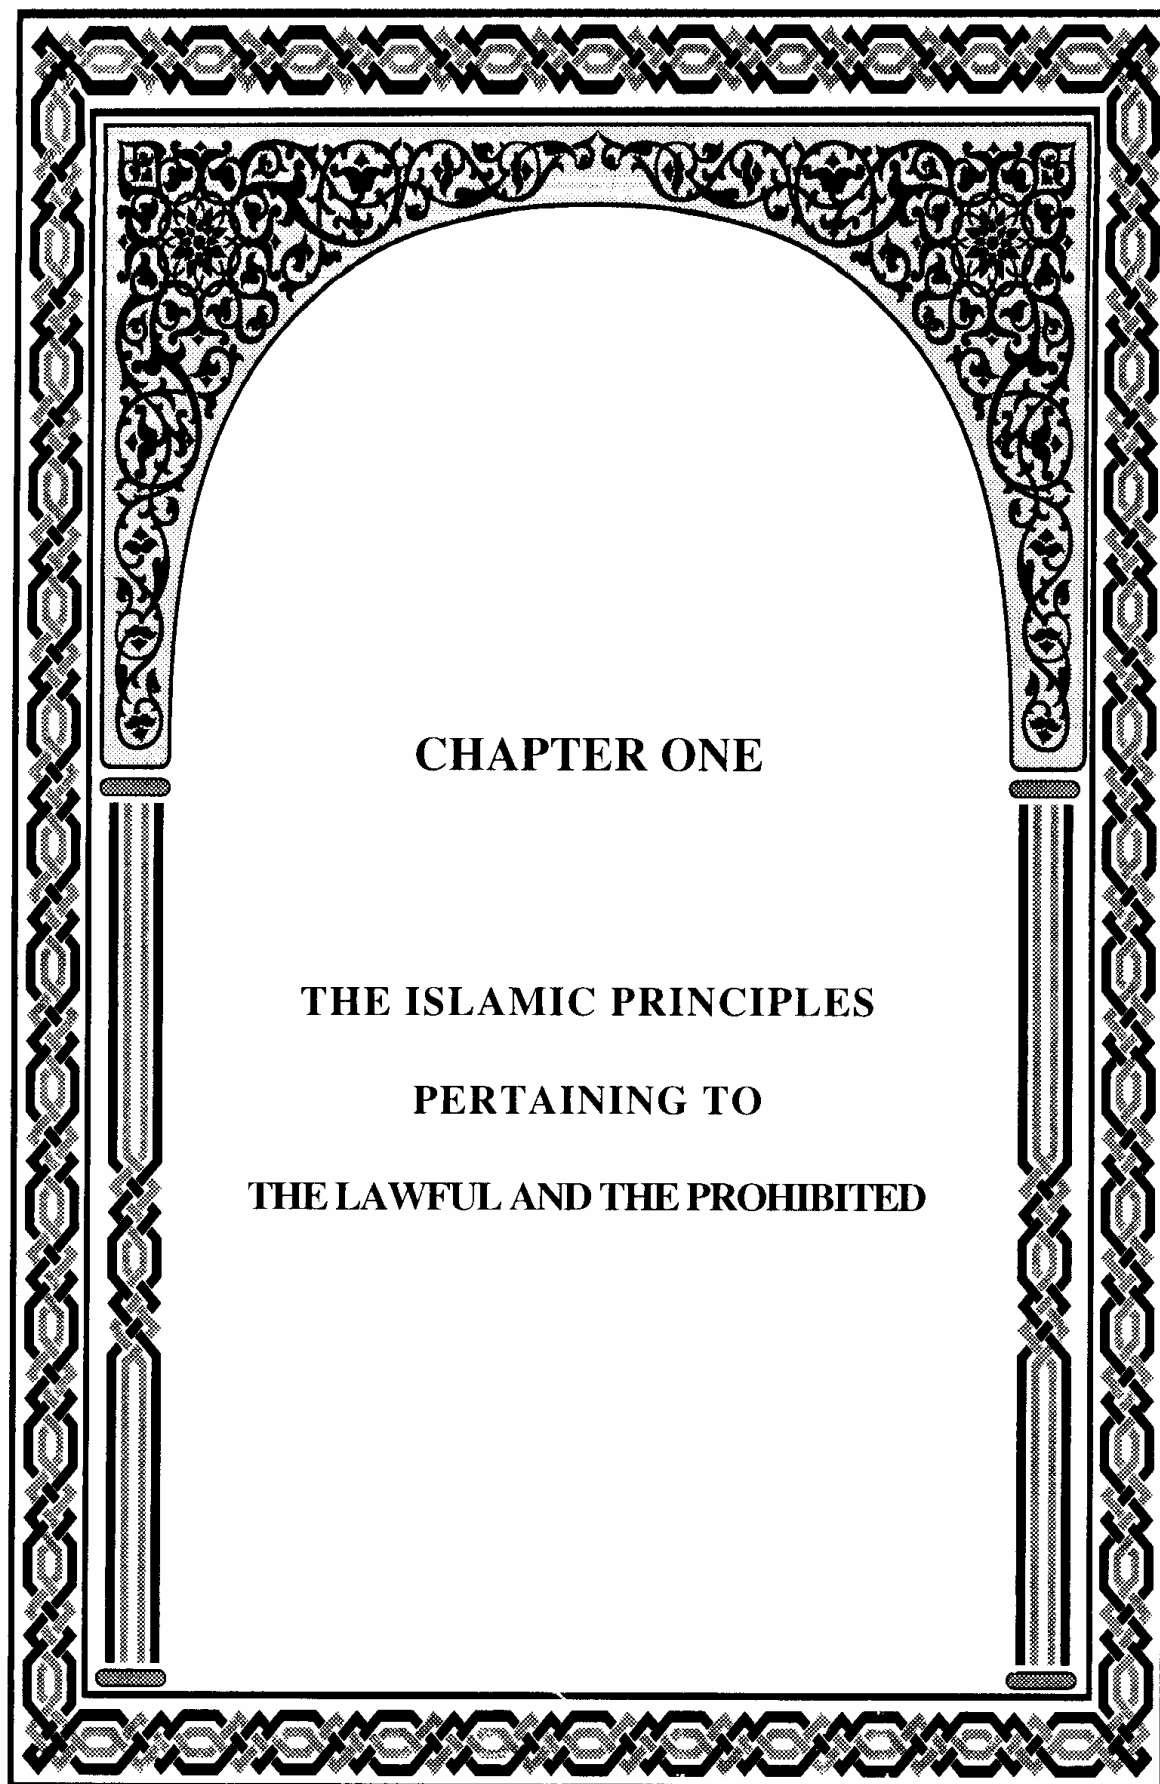 CHAPTER ONE
THE ISLAMIC PRINCIPLES
PERTAINING TO
THE LAWFUL AND THE PROHIBITED